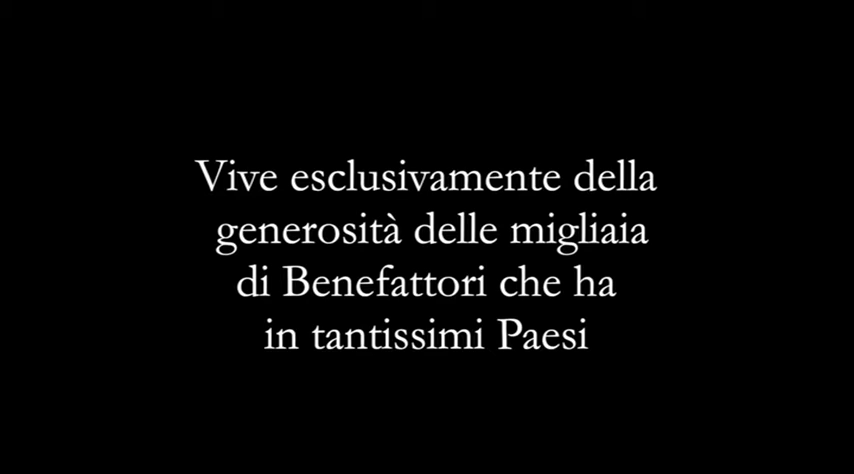 Vive esclusivamente della
generosità delle migliaia
di Benefattori che ha
in tantissimi Paesi